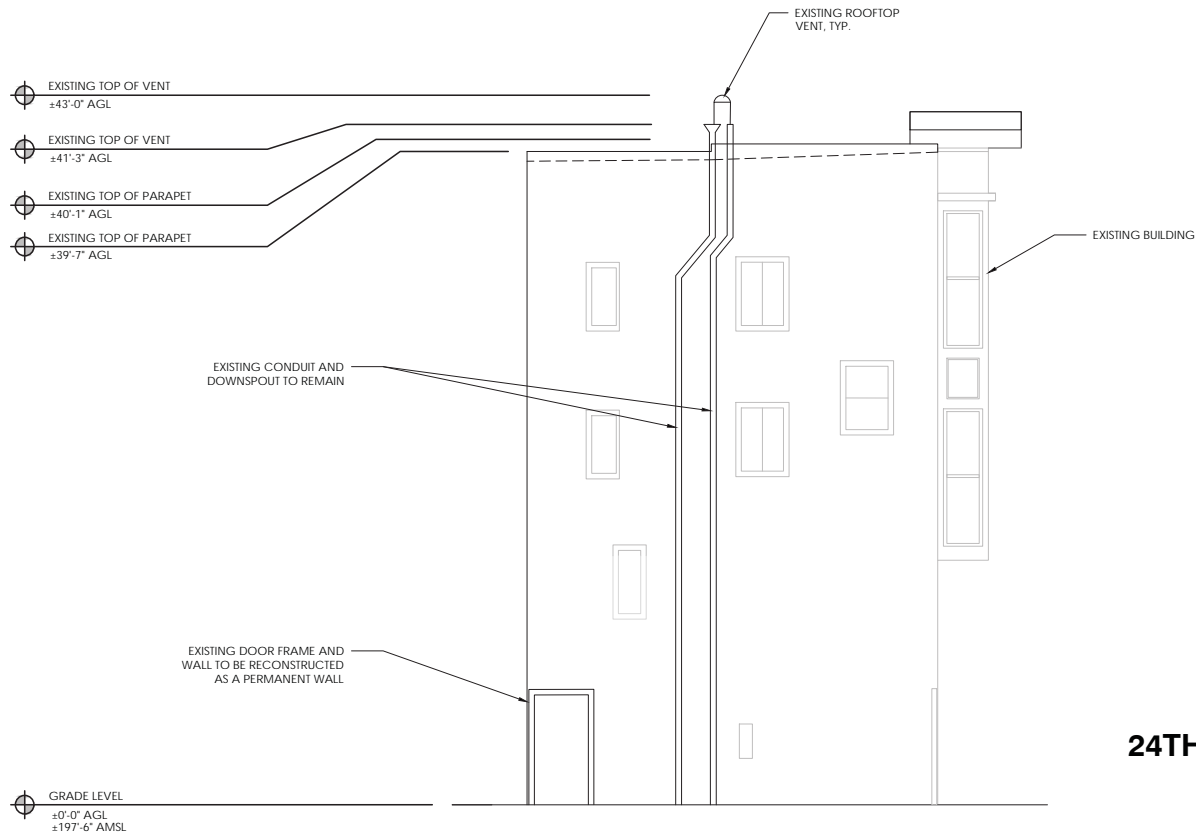 EXISTING ROOFTOP
VENT, TYP.
EXISTING TOP OF VENT
±43'-0" AGL
EXISTING TOP OF VENT
±41'-3" AGL
EXISTING TOP OF PARAPET
±40'-1" AGL
EXISTING TOP OF PARAPET
±39'-7" AGL
EXISTING BUILDING
EXISTING CONDUIT AND
DOWNSPOUT TO REMAIN
EXISTING DOOR FRAME AND
WALL TO BE RECONSTRUCTED
AS A PERMANENT WALL
24TH
GRADE LEVEL
±0'-0" AGL
±197'-6" AMSL